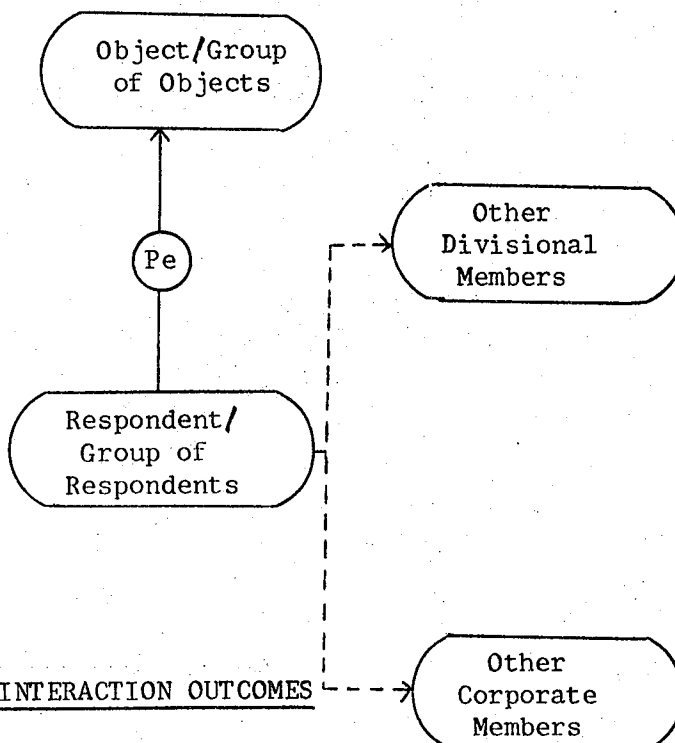 Object/Group
of Objects
Pe
Other
Divisional
Members
Respondent/
Group of
Respondents
INTERACTION OUTCOMES
Other
Corporate
Members